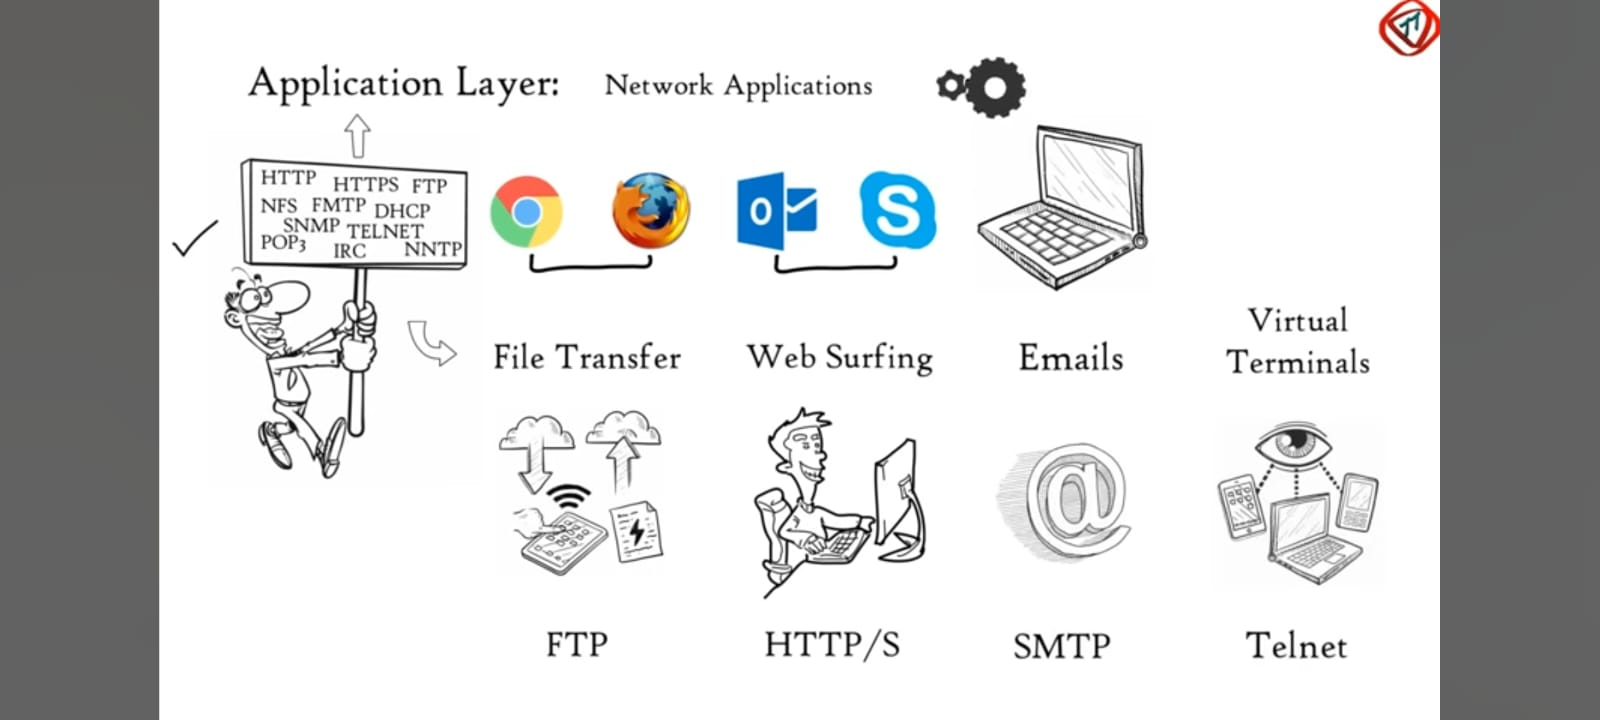 Application Layer: Network Applications
HTTP HTTPS FTP
NFS FMTP DHCP
SNMP TELNET
POP3 IRC NNTP
File Transfer
Web Surfing
Emails
Virtual
Terminals
FTP
HTTP/S
SMTP
Telnet